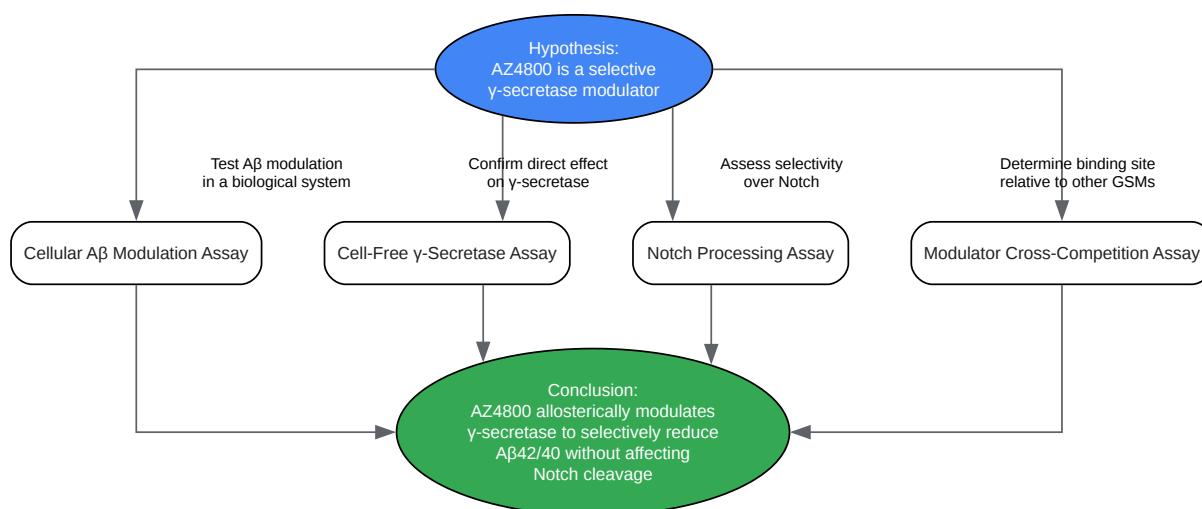 Hypothesis:
AZ4800 is a selective
γ-secretase modulator
Test Aβ modulation
in a biological system
Confirm direct effect
on γ-secretase
Assess selectivity
over Notch
Determine binding site
relative to other GSMs
Cellular Aβ Modulation Assay
Cell-Free γ-Secretase Assay
Notch Processing Assay
Modulator Cross-Competition Assay
Conclusion:
AZ4800 allosterically modulates
γ-secretase to selectively reduce
Aβ42/40 without affecting
Notch cleavage